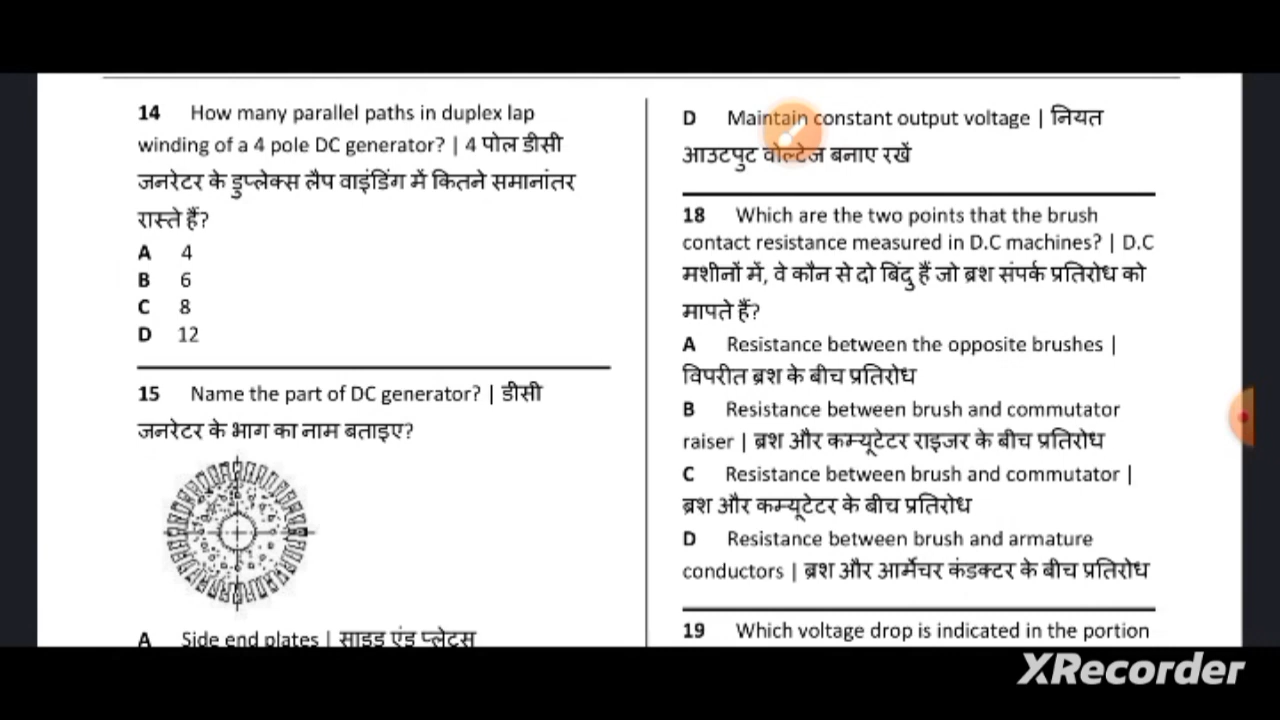 14 How many parallel paths in duplex lap
winding of a 4 pole DC generator? | 4 पोल डीसी
जनरेटर के डुप्लेक्स लैप वाइंडिंग में कितने समानांतर
रास्ते हैं?
A 4
B 6
C 8
D 12
15 Name the part of DC generator? | डीसी
जनरेटर के भाग का नाम बताइए?
A Side end plates | साइड एंड प्लेट्स
D Maintain constant output voltage | नियत
आउटपुट वोल्टेज बनाए रखें
18 Which are the two points that the brush
contact resistance measured in D.C machines? | D.C
मशीनों में, वे कौन से दो बिंदु हैं जो ब्रश संपर्क प्रतिरोध को
मापते हैं?
A Resistance between the opposite brushes |
विपरीत ब्रश के बीच प्रतिरोध
B Resistance between brush and commutator
raiser | ब्रश और कम्यूटेटर राइजर के बीच प्रतिरोध
C Resistance between brush and commutator |
ब्रश और कम्यूटेटर के बीच प्रतिरोध
D Resistance between brush and armature
conductors | ब्रश और आर्मेचर कंडक्टर के बीच प्रतिरोध
19 Which voltage drop is indicated in the portion
XRecorder